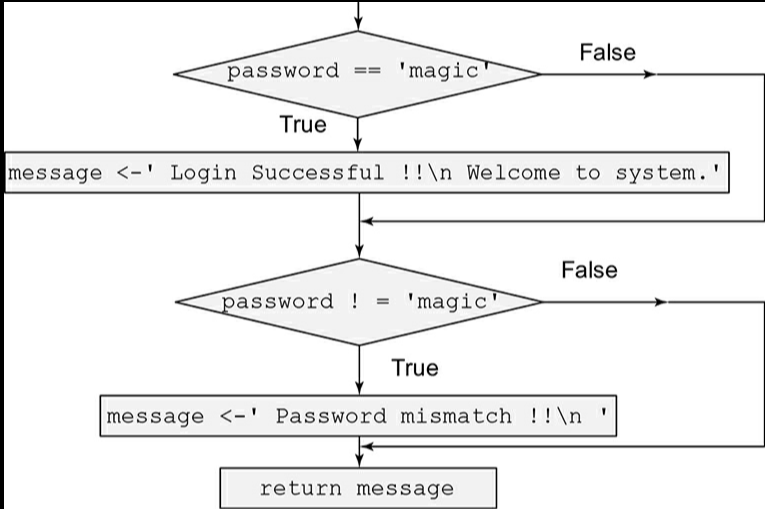 password == 'magic'
False
True
message <-' Login Successful !!\n Welcome to system.'
password ! = 'magic'
False
True
message <-' Password mismatch !!\n '
return message